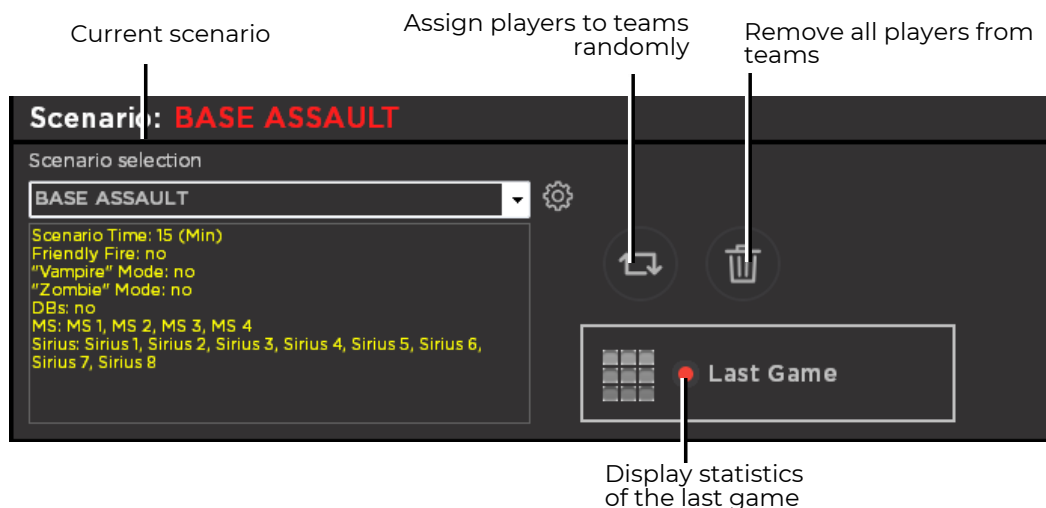 Current scenario
Assign players to teams
randomly
Remove all players from
teams
Scenario: BASE ASSAULT
Scenario selection
BASE ASSAULT
Scenario Time: 15 (Min)
Friendly Fire: no
"Vampire" Mode: no
"Zombie" Mode: no
DBs: no
MS: MS 1, MS 2, MS 3, MS 4
Sirius: Sirius 1, Sirius 2, Sirius 3, Sirius 4, Sirius 5, Sirius 6,
Sirius 7, Sirius 8
Last Game
Display statistics
of the last game